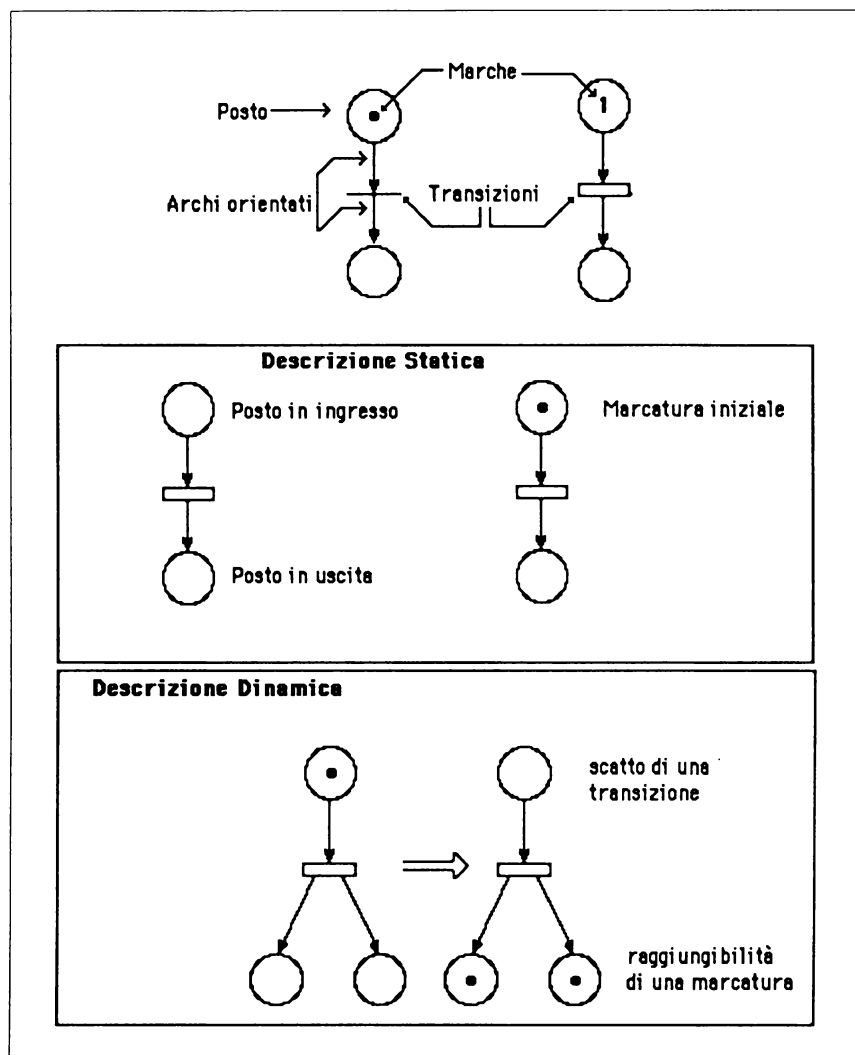 Marche
Posto
1
Archi orientati
Transizioni
Descrizione Statica
Posto in ingresso
Marcatura iniziale
Posto in uscita
Descrizione Dinamica
scatto di una
transizione
raggiungibilità
di una marcatura